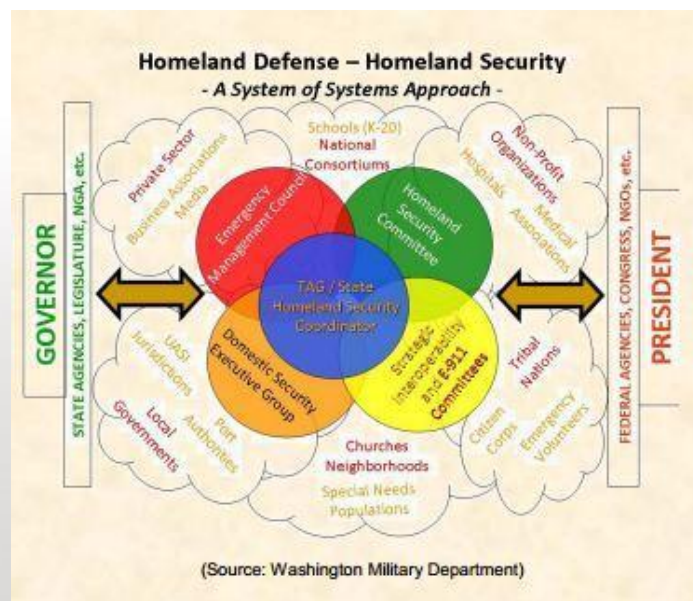 Homeland Defense – Homeland Security
- A System of Systems Approach -
GOVERNOR
STATE AGENCIES, LEGISLATURE, NGA, etc.
Private Sector
Business Associations
Media
Schools (K-20)
National
Consortiums
Non-Profit
Organizations
Hospitals
Medical
Associations
Emergency
Management Council
Homeland
Security
Committee
TAG / State
Homeland Security
Coordinator
Domestic Security
Executive Group
Strategic
Interoperability
and E-911
Committees
UASI
Jurisdictions
Local
Governments
Port
Authorities
Churches
Neighborhoods
Special Needs
Populations
Tribal
Nations
Citizen
Corps
Emergency
Volunteers
FEDERAL AGENCIES, CONGRESS, NGOs, etc.
PRESIDENT
(Source: Washington Military Department)